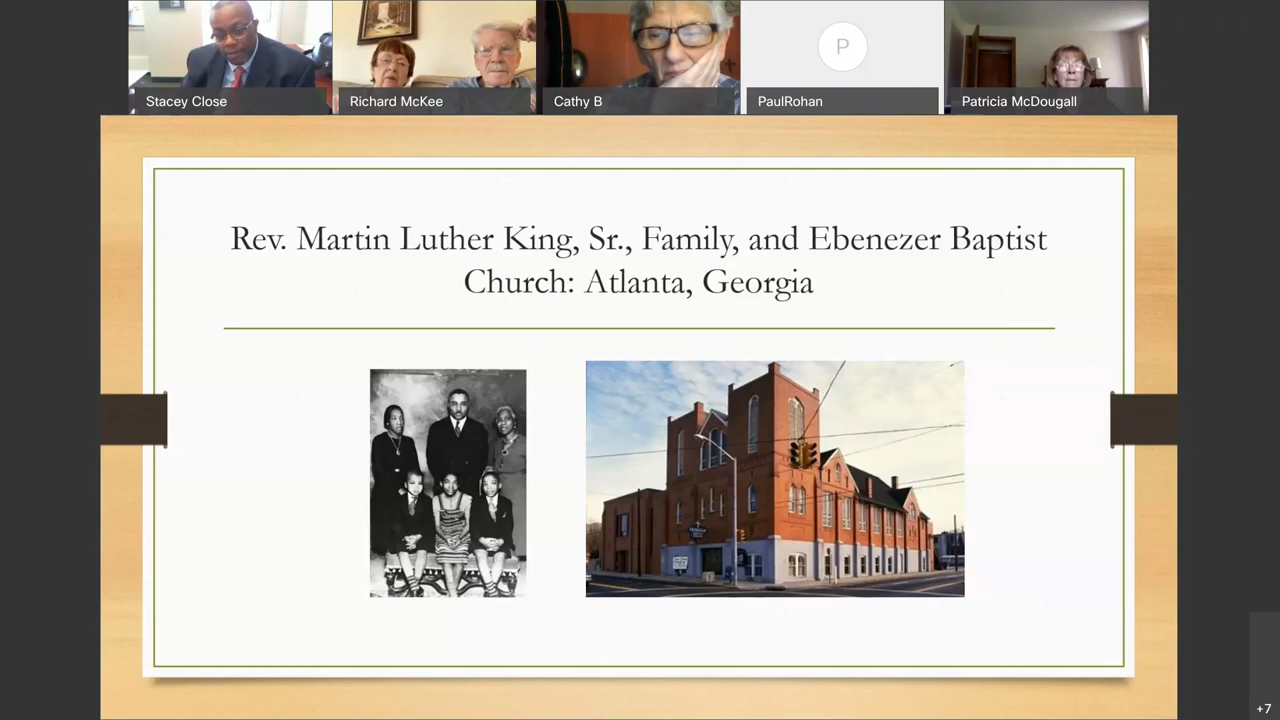 Stacey Close
Richard McKee
Cathy B
P
PaulRohan
Patricia McDougall
Rev. Martin Luther King, Sr., Family, and Ebenezer Baptist
Church: Atlanta, Georgia
+7